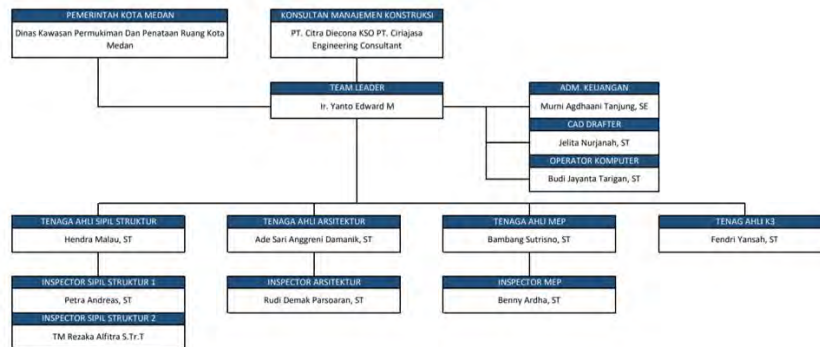 PEMERINTAH KOTA MEDAN
Dinas Kawasan Permukiman Dan Penataan Ruang Kota
Medan
KONSULTAN MANAJEMEN KONSTRUKSI
PT. Citra Diecona KSO PT. Ciriajasa
Engineering Consultant
TEAM LEADER
Ir. Yanto Edward M
ADM. KEUANGAN
Murni Agdhaani Tanjung, SE
CAD DRAFTER
Jelita Nurjanah, ST
OPERATOR KOMPUTER
Budi Jayanta Tarigan, ST
TENAGA AHLI SIPIL STRUKTUR
Hendra Malau, ST
TENAGA AHLI ARSITEKTUR
Ade Sari Anggreni Damanik, ST
TENAGA AHLI MEP
Bambang Sutrisno, ST
TENAG AHLI K3
Fendri Yansah, ST
INSPECTOR SIPIL STRUKTUR 1
Petra Andreas, ST
INSPECTOR SIPIL STRUKTUR 2
TM Rezaka Alfitra S.Tr.T
INSPECTOR ARSITEKTUR
Rudi Demak Parsoaran, ST
INSPECTOR MEP
Benny Ardha, ST